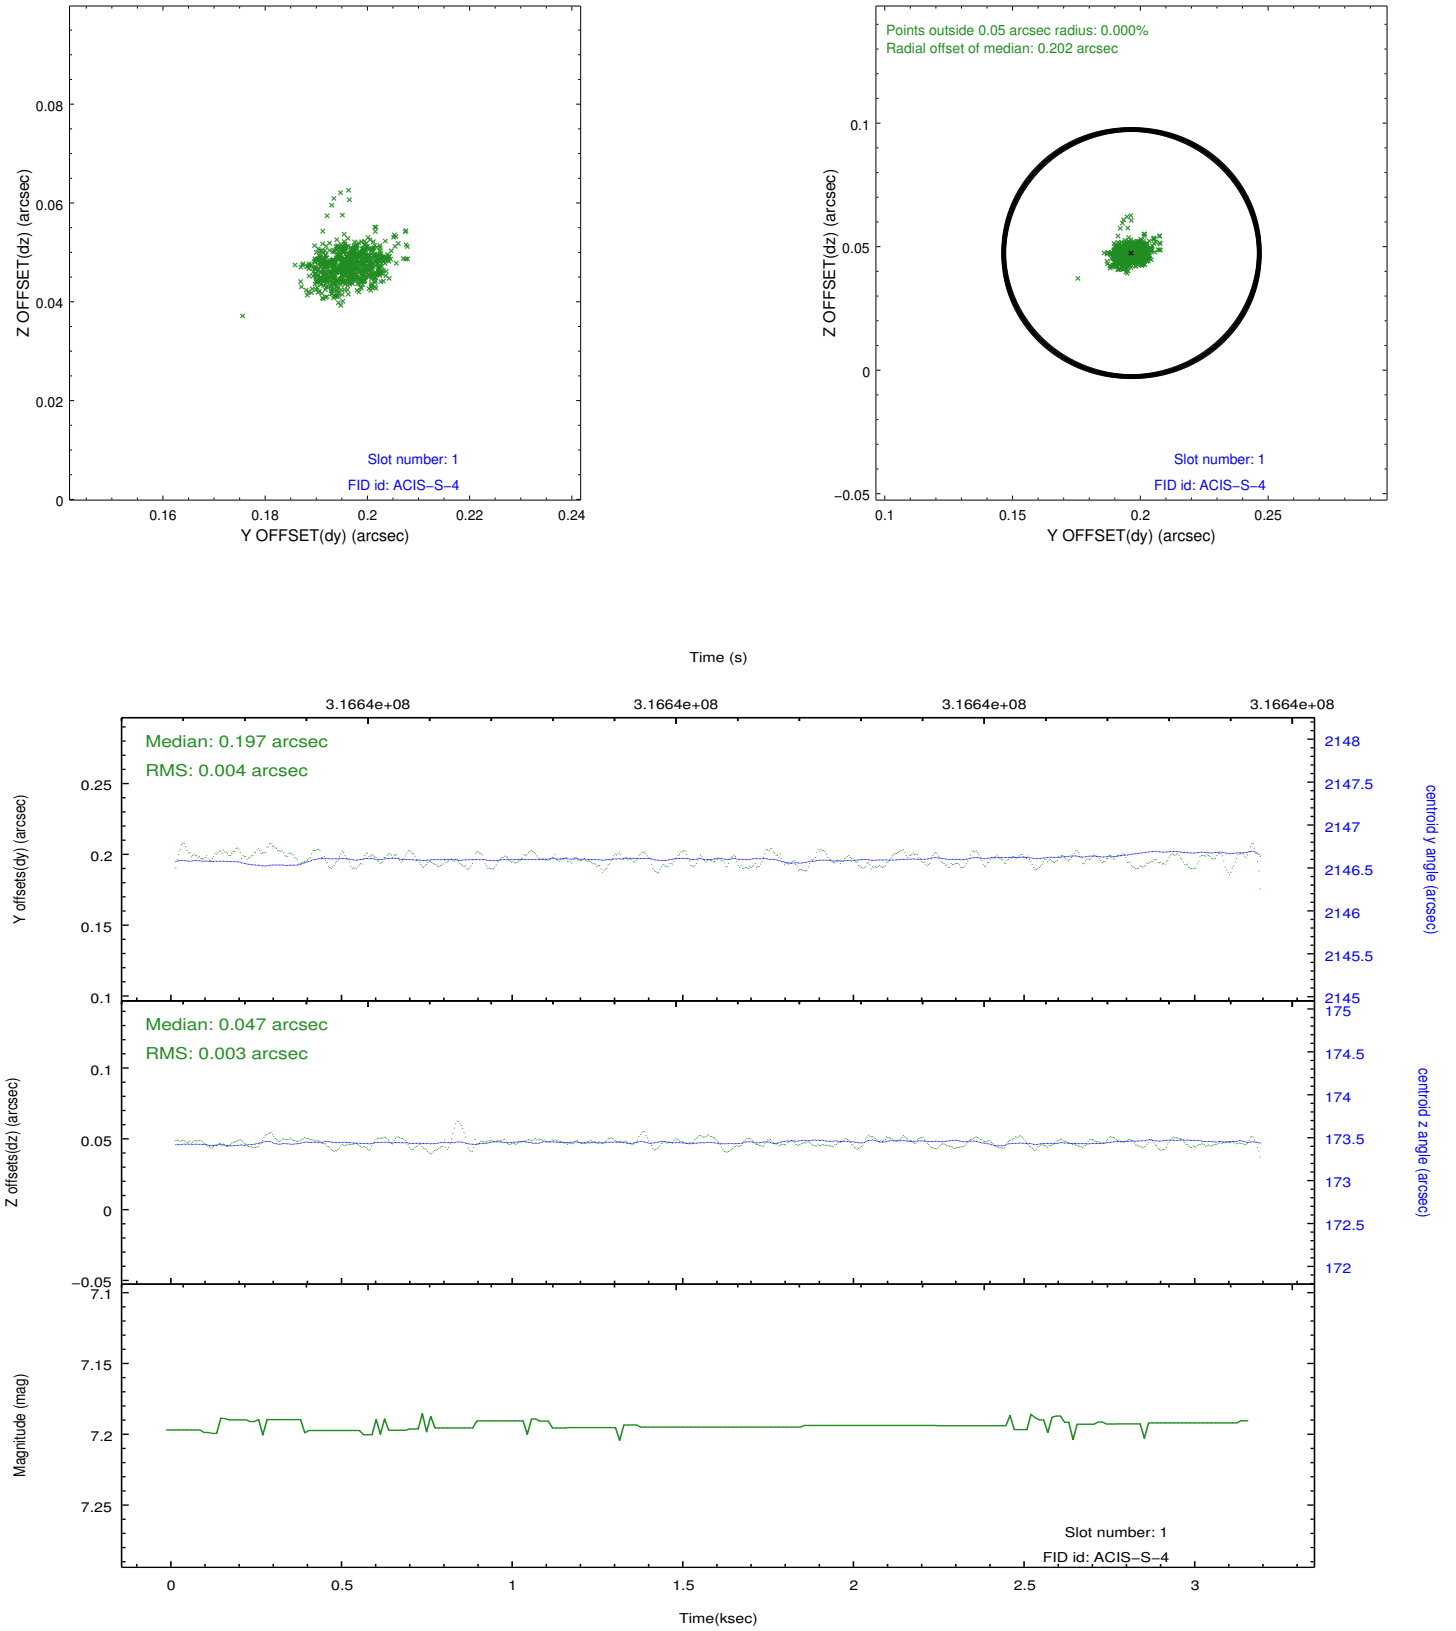 0.08
0.06
0.04
0.02
0
0.16
0.18
0.2
0.22
0.24
Z OFFSET(dz) (arcsec)
Y OFFSET(dy) (arcsec)
Slot number: 1
FID id: ACIS−S−4
Points outside 0.05 arcsec radius: 0.000%
Radial offset of median: 0.202 arcsec
0.1
0.05
0
−0.05
0.1
0.15
0.2
0.25
Z OFFSET(dz) (arcsec)
Y OFFSET(dy) (arcsec)
Slot number: 1
FID id: ACIS−S−4
Time (s)
3.1664e+08
3.1664e+08
3.1664e+08
3.1664e+08
Median: 0.197 arcsec
RMS: 0.004 arcsec
0.25
0.2
0.15
0.1
Y offsets(dy) (arcsec)
2148
2147.5
2147
2146.5
2146
2145.5
2145
centroid y angle (arcsec)
Median: 0.047 arcsec
RMS: 0.003 arcsec
0.1
0.05
0
−0.05
Z offsets(dz) (arcsec)
175
174.5
174
173.5
173
172.5
172
centroid z angle (arcsec)
7.1
7.15
7.2
7.25
Magnitude (mag)
Slot number: 1
FID id: ACIS−S−4
0
0.5
1
1.5
2
2.5
3
Time(ksec)